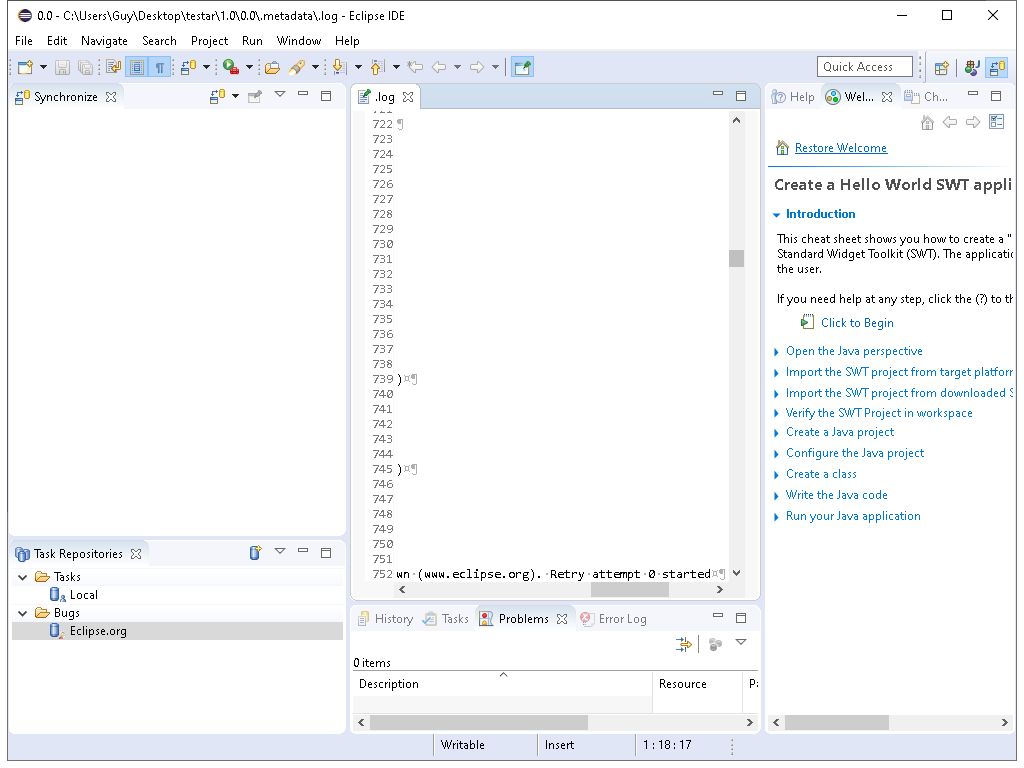 0.0 - C:\Users\Guy\Desktop\testar\1.0\0.0\.metadata\.log - Eclipse IDE
File Edit Navigate Search Project Run Window Help
Quick Access
Synchronize
.log
Help Wel... Ch...
722 ¶
723
724
725
726
727
728
729
730
731
732
733
734
735
736
737
738
739 )¤¶
740
741
742
743
744
745 )¤¶
746
747
748
749
750
751
752 wn·(www.eclipse.org).·Retry·attempt·0·started¤¶
Restore Welcome
Create a Hello World SWT appli
Introduction
This cheat sheet shows you how to create a "
Standard Widget Toolkit (SWT). The applicatio
the user.
If you need help at any step, click the (?) to th
Click to Begin
Open the Java perspective
Import the SWT project from target platform
Import the SWT project from downloaded S
Verify the SWT Project in workspace
Create a Java project
Configure the Java project
Create a class
Write the Java code
Run your Java application
Task Repositories
Tasks
Local
Bugs
Eclipse.org
History Tasks Problems Error Log
0 items
Description Resource Pa
Writable Insert 1 : 18 : 17